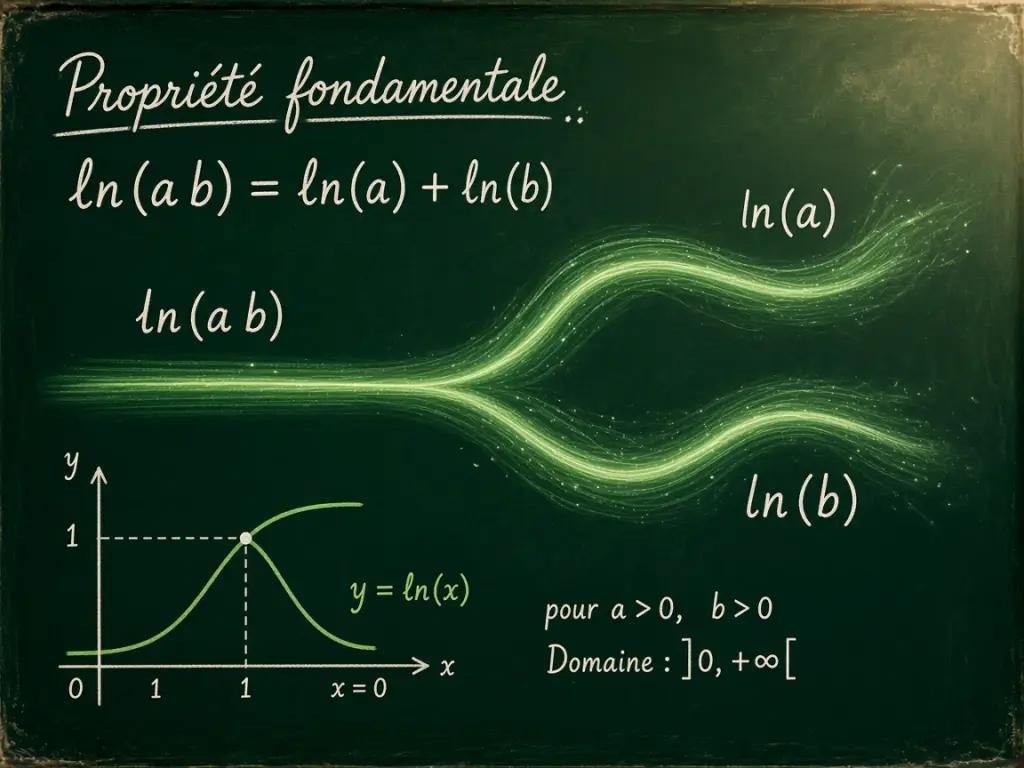 Propriété fondamentale..
ln(a b) = ln(a) + ln(b)
ln(a)
ln(a b)
ln(b)
y
1
y = ln(x)
x
0 1 1 x = 0
pour a > 0, b > 0
Domaine : ]0, +∞[